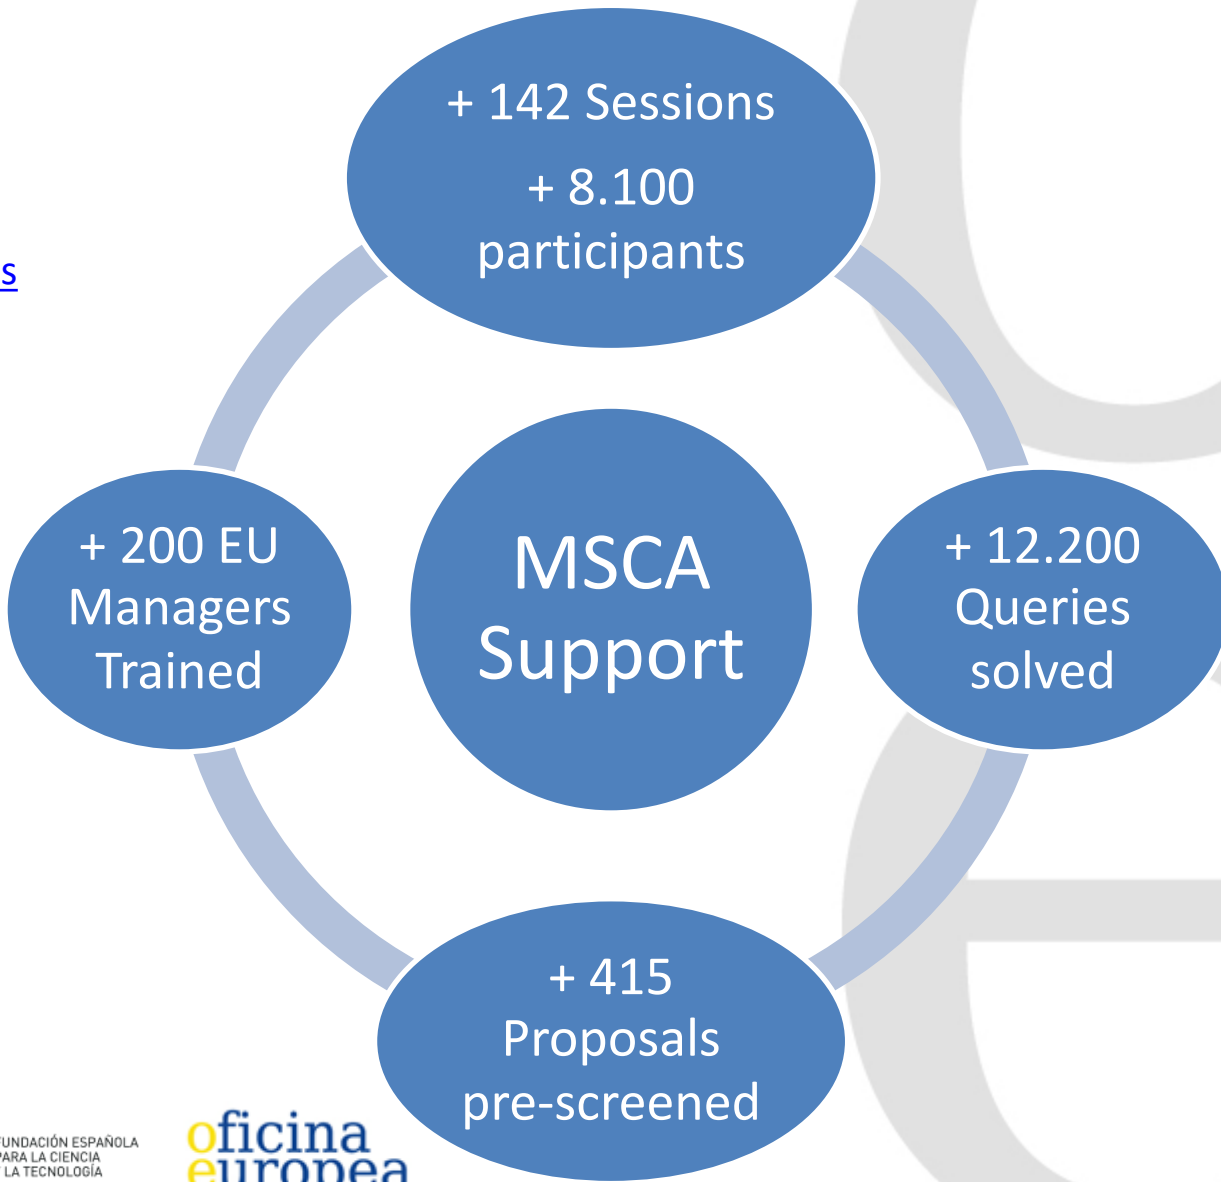 + 142 Sessions
+ 8.100
participants
s
+ 200 EU
Managers
Trained
MSCA
Support
+ 12.200
Queries
solved
+ 415
Proposals
pre-screened
FUNDACIÓN ESPAÑOLA
PARA LA CIENCIA
Y LA TECNOLOGÍA
oficina
europea